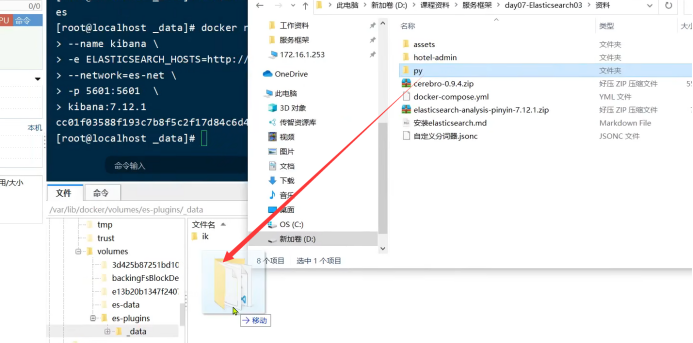 0/0
PU 命令
本机
用/大小
es
[root@localhost _data]# docker r
> --name kibana \
> -e ELASTICSEARCH_HOSTS=http:/
> --network=es-net \
> -p 5601:5601 \
> kibana:7.12.1
cc01f03588f193c7b8f5c2f17d84c6d4
[root@localhost _data]#
命令输入
文件 命令
/var/lib/docker/volumes/es-plugins/_data
tmp
trust
volumes
3d425b87251bd10
backingFsBlockDe
e13b20b1347f240
es-data
es-plugins
_data
文件名
ik
移动
此电脑 > 新加卷 (D:) > 课程资料 > 服务框架 > day07-Elasticsearch03 > 资料
工作资料
服务框架
172.16.1.253
OneDrive
此电脑
3D 对象
传智资源库
视频
图片
文档
下载
音乐
桌面
OS (C:)
新加卷 (D:)
名称 类型
assets 文件夹
hotel-admin 文件夹
py 文件夹
cerebro-0.9.4.zip 好压 ZIP 压缩文件
docker-compose.yml YML 文件
elasticsearch-analysis-pinyin-7.12.1.zip 好压 ZIP 压缩文件
安装elasticsearch.md Markdown File
自定义分词器.jsonc JSONC 文件
8 个项目 选中 1 个项目